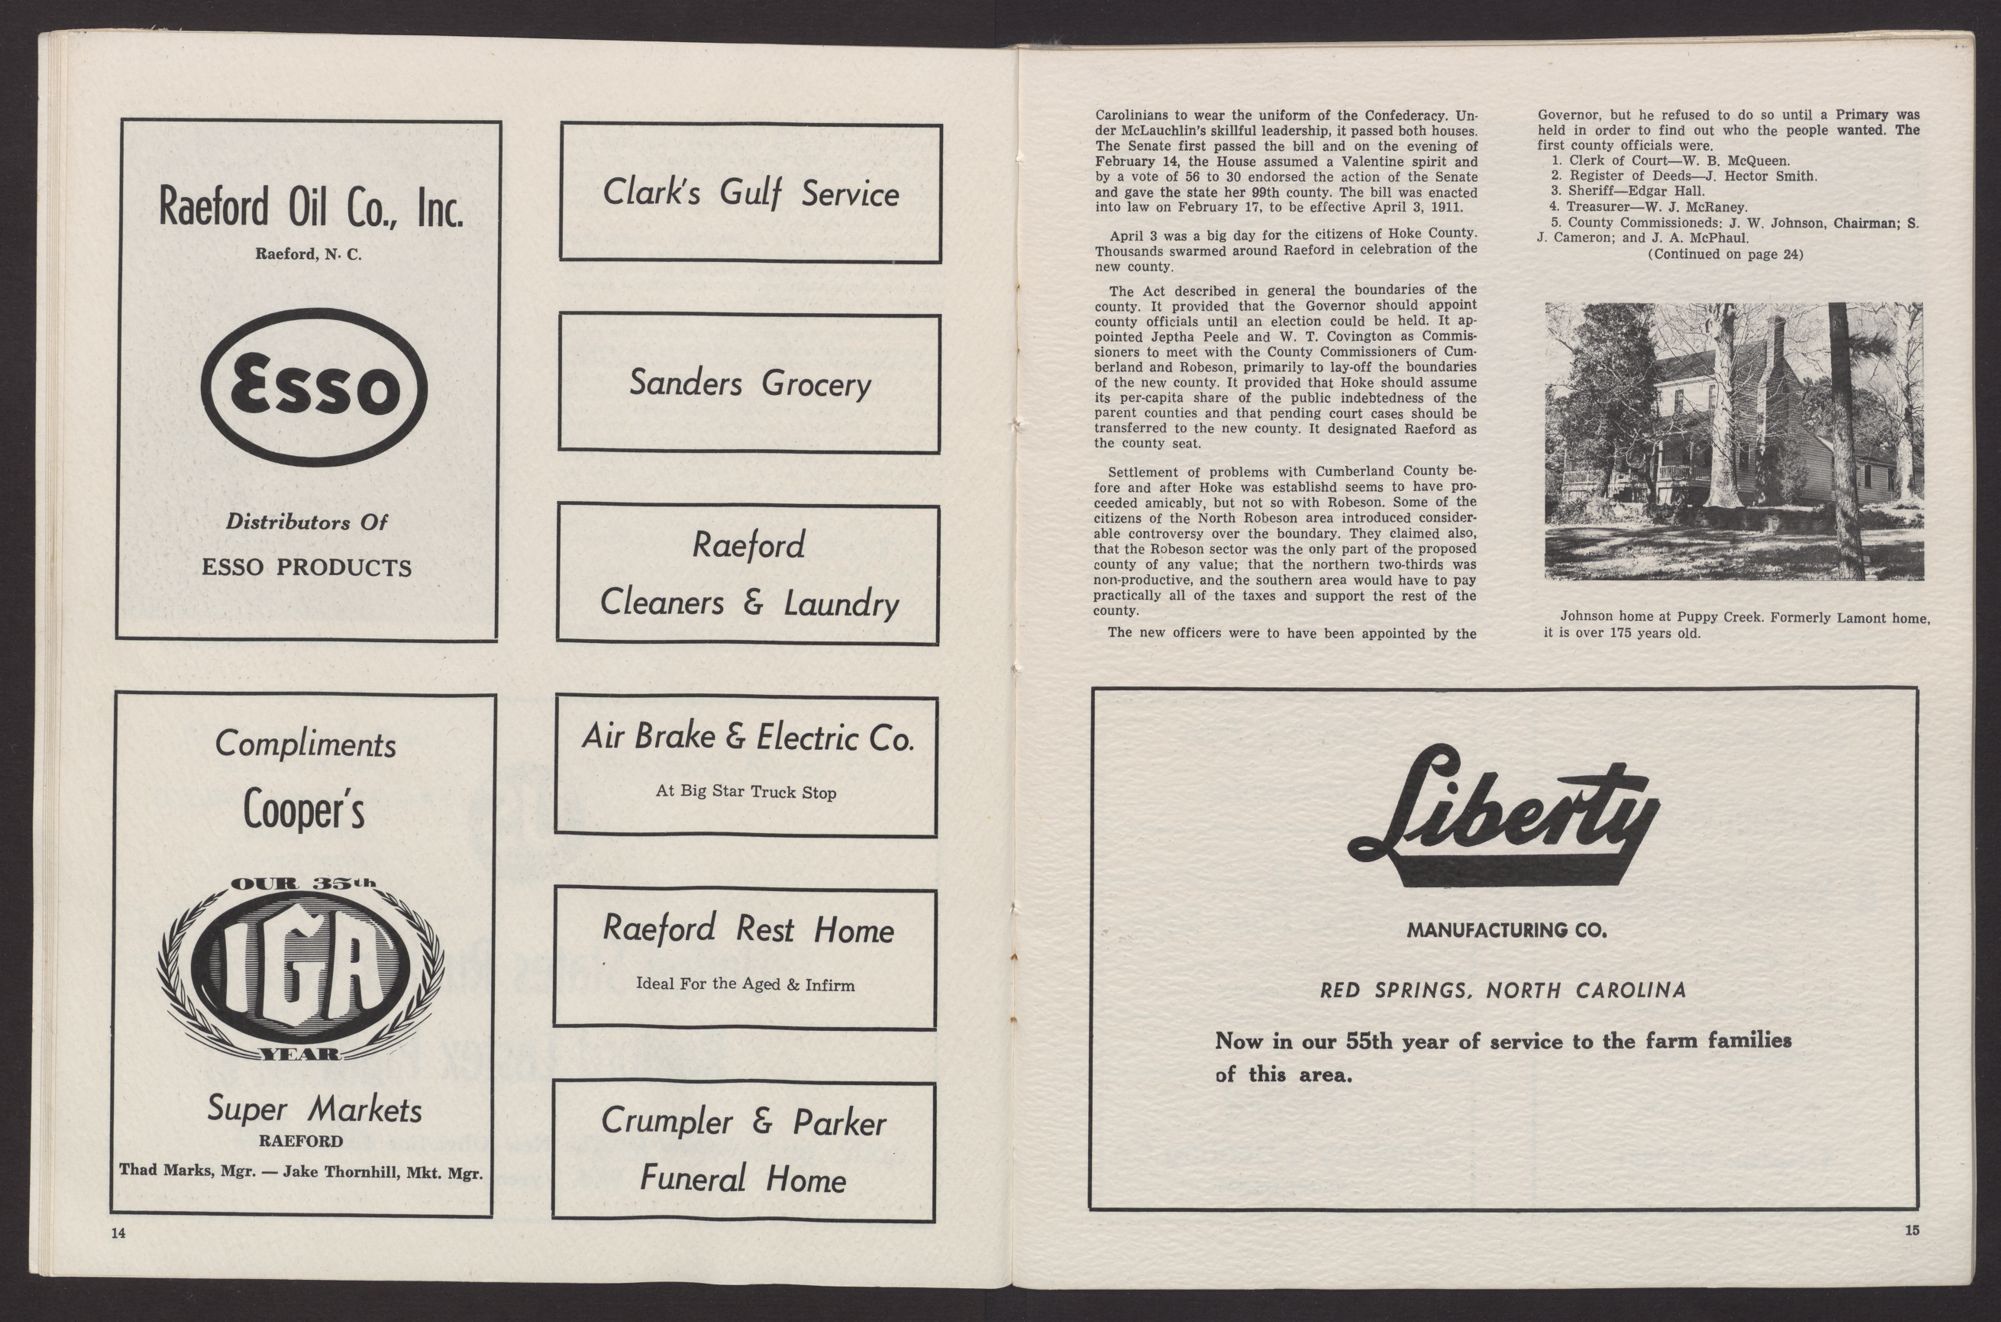 Raeford Oil Co., Inc.
Raeford, N. C.
Esso
Distributors Of
ESSO PRODUCTS
Compliments
Cooper's
OUR 35th
IGA
YEAR
Super Markets
RAEFORD
Thad Marks, Mgr. — Jake Thornhill, Mkt. Mgr.
14
Clark's Gulf Service
Sanders Grocery
Raeford
Cleaners & Laundry
Air Brake & Electric Co.
At Big Star Truck Stop
Raeford Rest Home
Ideal For the Aged & Infirm
Crumpler & Parker
Funeral Home
Carolinians to wear the uniform of the Confederacy. Un-
der McLauchlin's skillful leadership, it passed both houses.
The Senate first passed the bill and on the evening of
February 14, the House assumed a Valentine spirit and
by a vote of 56 to 30 endorsed the action of the Senate
and gave the state her 99th county. The bill was enacted
into law on February 17, to be effective April 3, 1911.
April 3 was a big day for the citizens of Hoke County.
Thousands swarmed around Raeford in celebration of the
new county.
The Act described in general the boundaries of the
county. It provided that the Governor should appoint
county officials until an election could be held. It ap-
pointed Jeptha Peele and W. T. Covington as Commis-
sioners to meet with the County Commissioners of Cum-
berland and Robeson, primarily to lay-off the boundaries
of the new county. It provided that Hoke should assume
its per-capita share of the public indebtedness of the
parent counties and that pending court cases should be
transferred to the new county. It designated Raeford as
the county seat.
Settlement of problems with Cumberland County be-
fore and after Hoke was establishd seems to have pro-
ceeded amicably, but not so with Robeson. Some of the
citizens of the North Robeson area introduced consider-
able controversy over the boundary. They claimed also,
that the Robeson sector was the only part of the proposed
county of any value; that the northern two-thirds was
non-productive, and the southern area would have to pay
practically all of the taxes and support the rest of the
county.
The new officers were to have been appointed by the
Governor, but he refused to do so until a Primary was
held in order to find out who the people wanted. The
first county officials were.
1. Clerk of Court—W. B. McQueen.
2. Register of Deeds—J. Hector Smith.
3. Sheriff—Edgar Hall.
4. Treasurer—W. J. McRaney.
5. County Commissioneds: J. W. Johnson, Chairman; S.
J. Cameron; and J. A. McPhaul.
(Continued on page 24)
Johnson home at Puppy Creek. Formerly Lamont home,
it is over 175 years old.
Liberty
MANUFACTURING CO.
RED SPRINGS, NORTH CAROLINA
Now in our 55th year of service to the farm families
of this area.
15